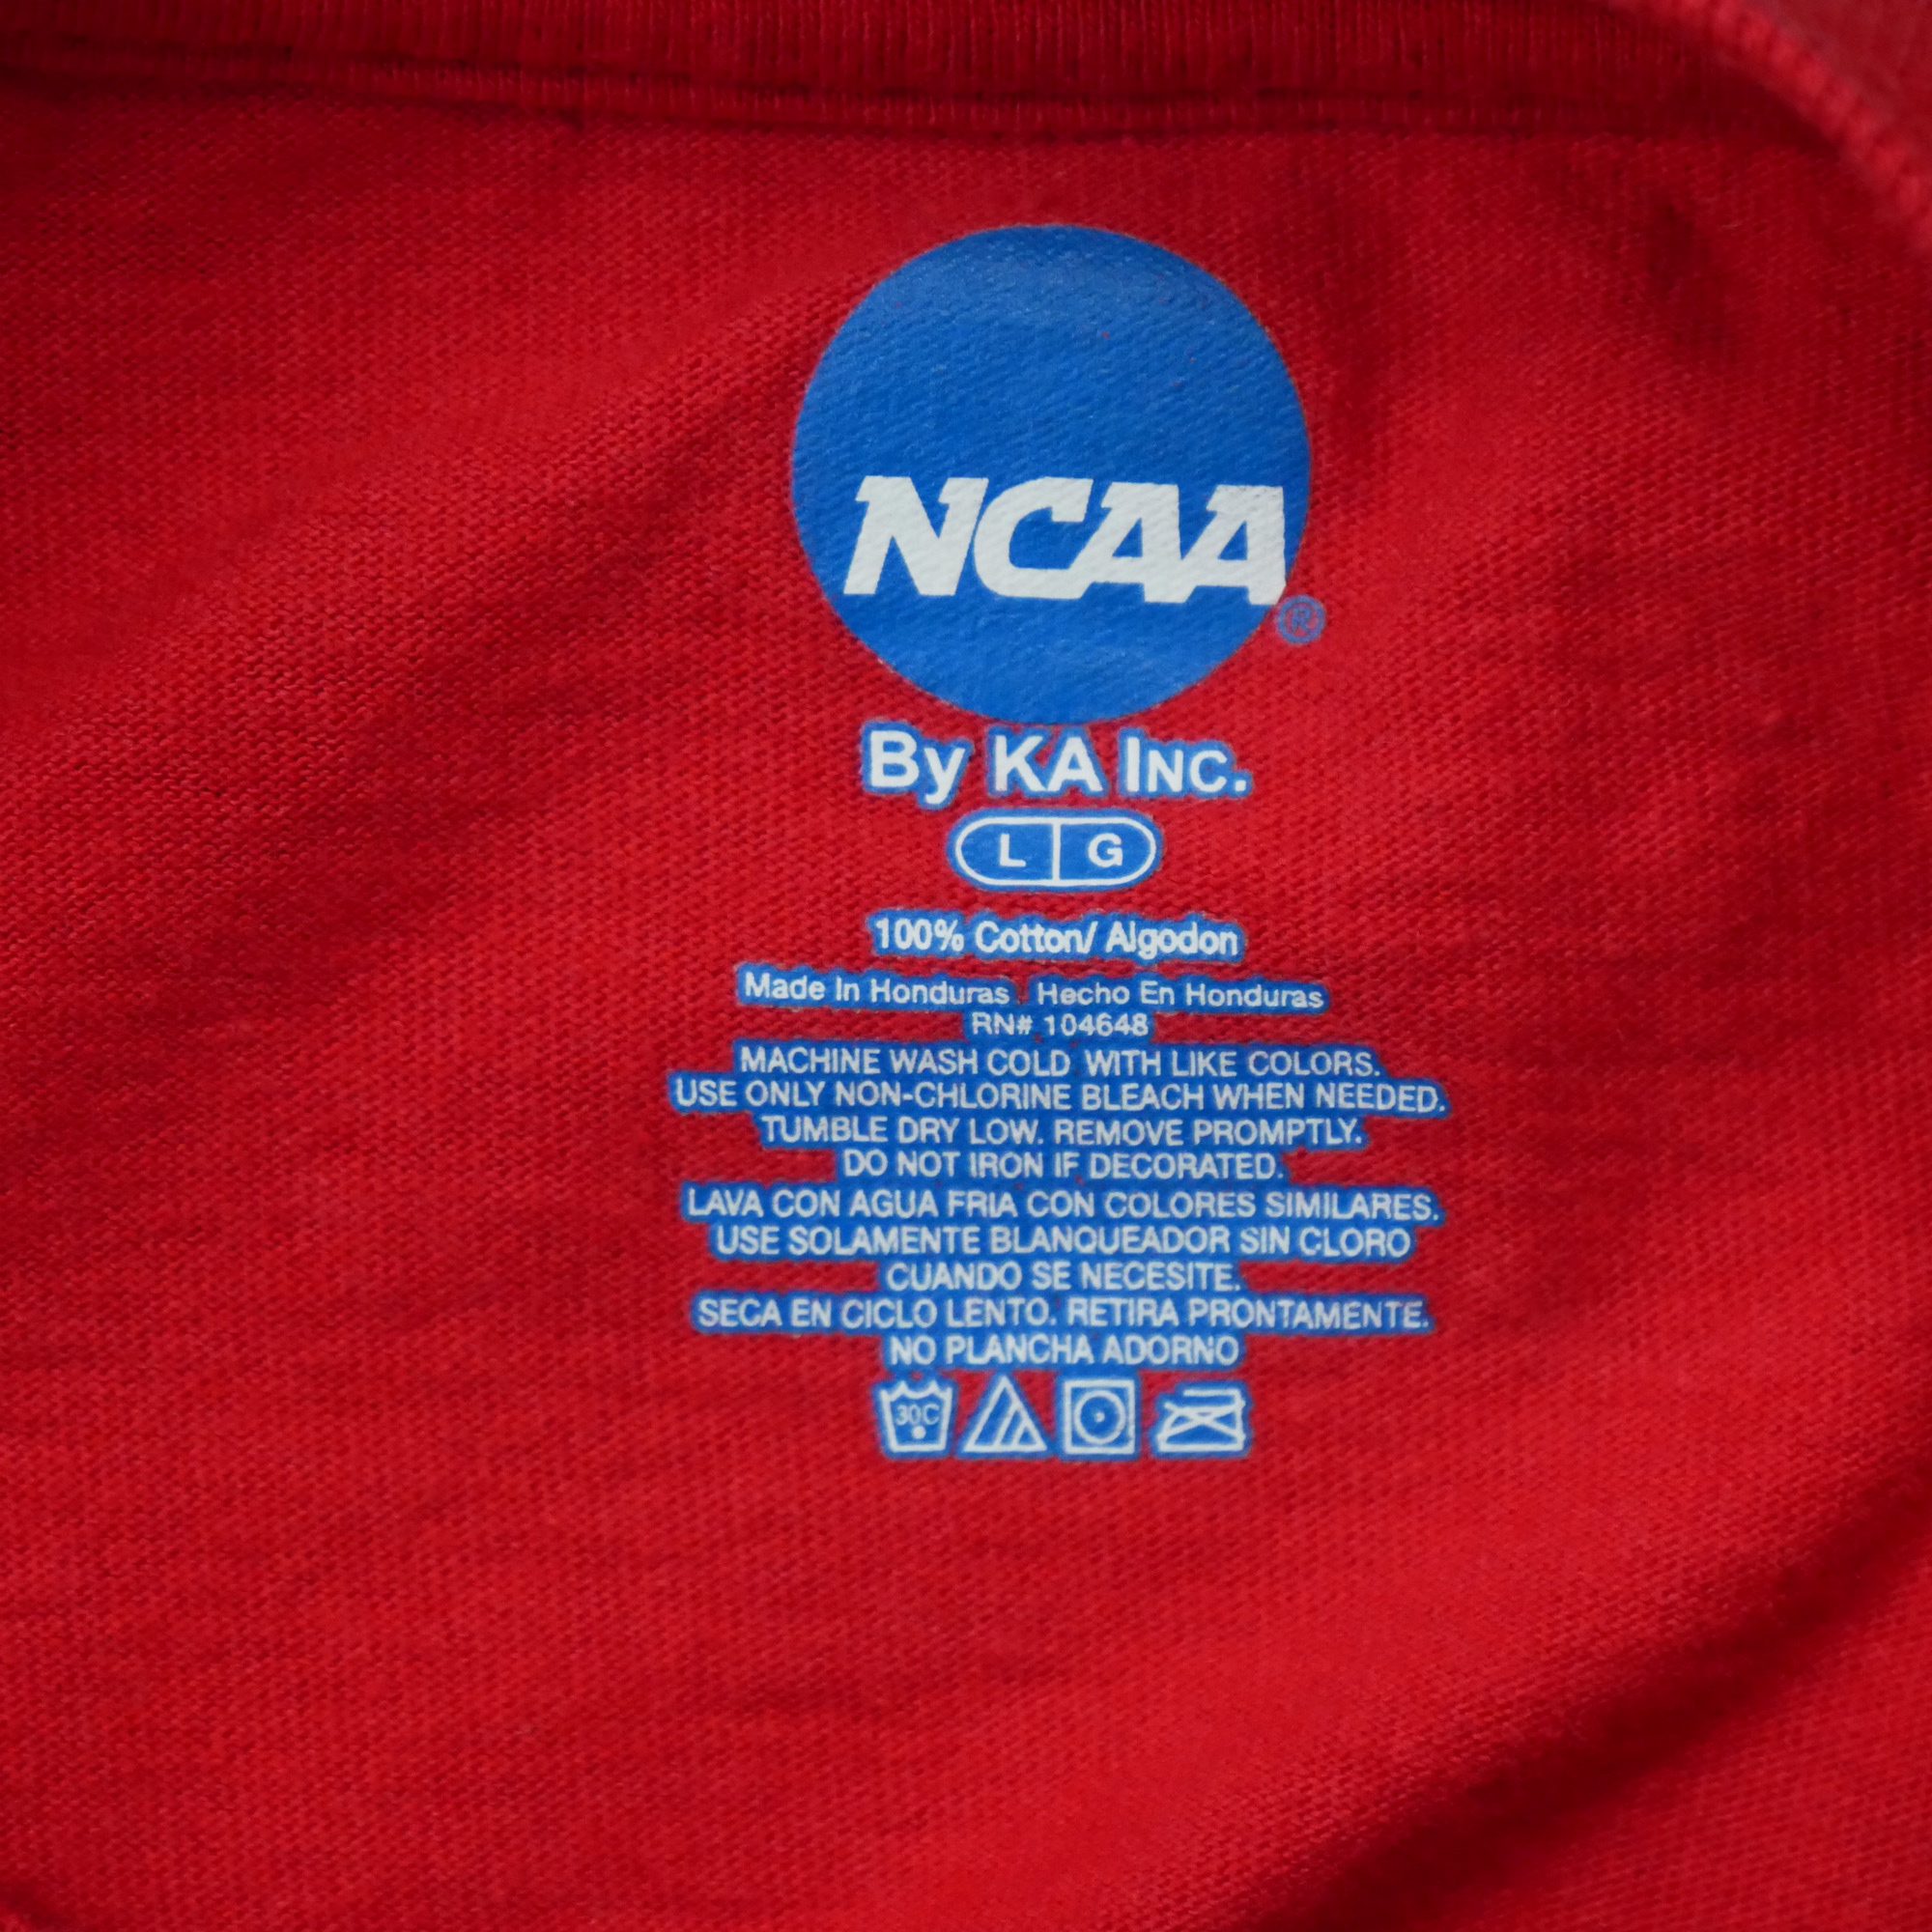 NCAA®
By KA INC.
L G
100% Cotton/ Algodon
Made In Honduras Hecho En Honduras
RN# 104648
MACHINE WASH COLD WITH LIKE COLORS.
USE ONLY NON-CHLORINE BLEACH WHEN NEEDED.
TUMBLE DRY LOW. REMOVE PROMPTLY.
DO NOT IRON IF DECORATED.
LAVA CON AGUA FRIA CON COLORES SIMILARES.
USE SOLAMENTE BLANQUEADOR SIN CLORO
CUANDO SE NECESITE.
SECA EN CICLO LENTO. RETIRA PRONTAMENTE.
NO PLANCHA ADORNO
30C